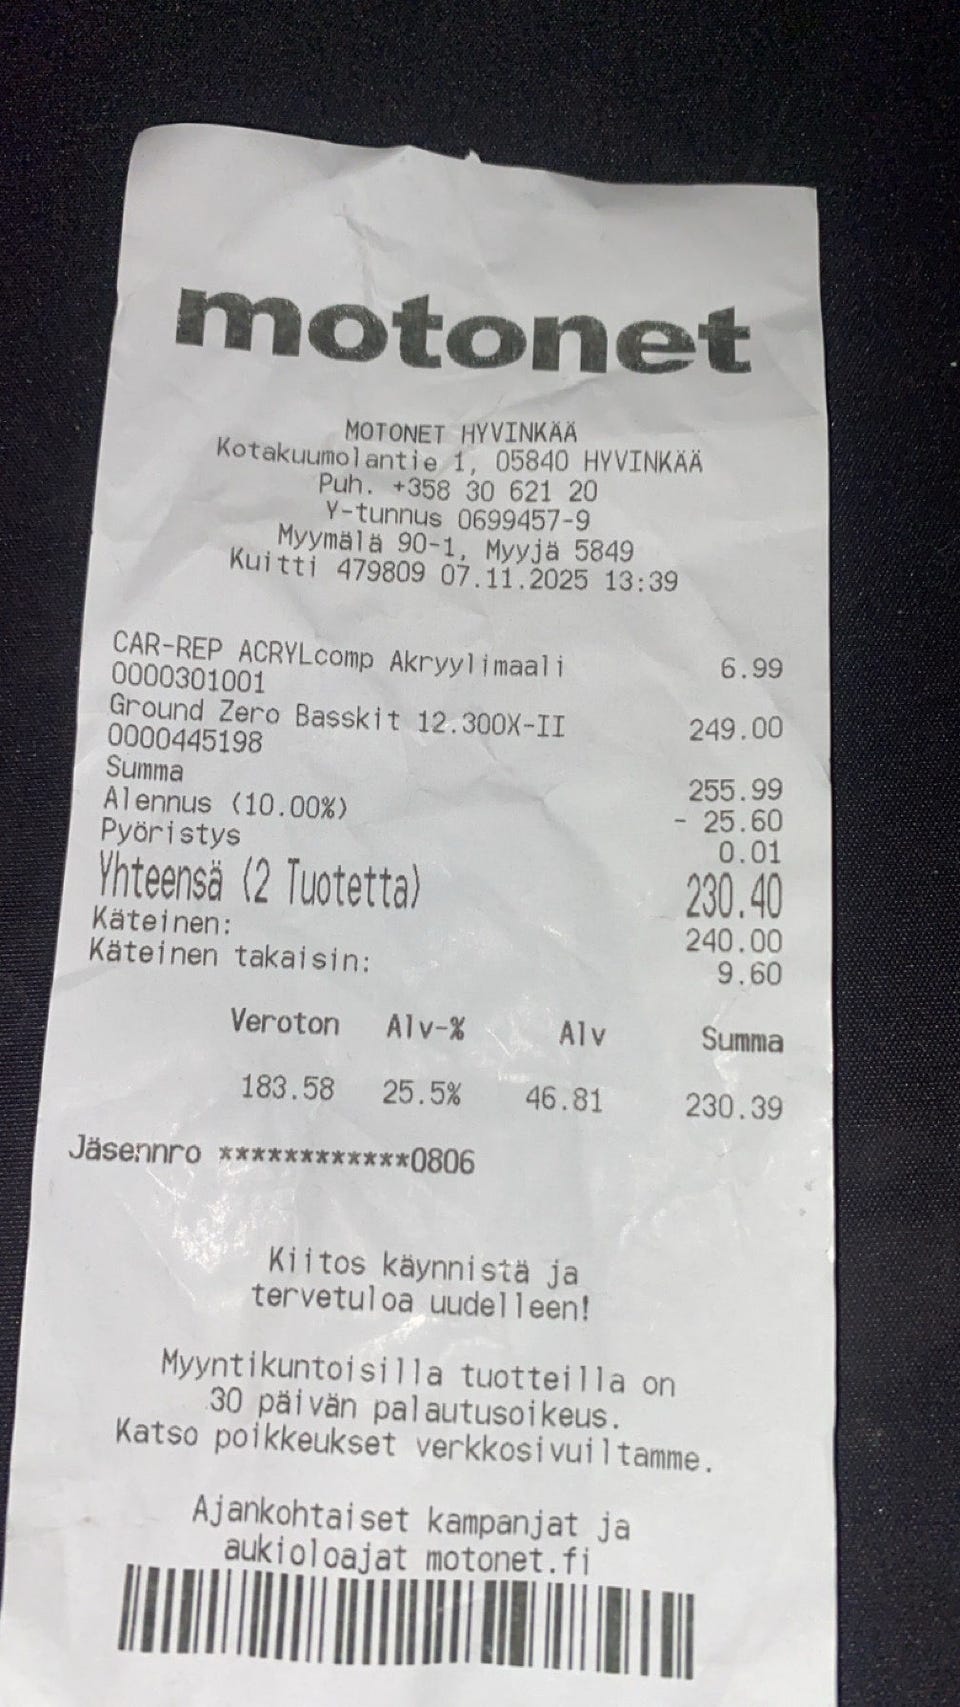 motonet
MOTONET HYVINKÄÄ
Kotakuumolantie 1, 05840 HYVINKÄÄ
Puh. +358 30 621 20
Y-tunnus 0699457-9
Myymälä 90-1, Myyjä 5849
Kuitti 479809 07.11.2025 13:39
CAR-REP ACRYLcomp Akryylimaali 6.99
0000301001
Ground Zero Basskit 12.300X-II 249.00
0000445198
Summa 255.99
Alennus (10.00%) - 25.60
Pyöristys 0.01
Yhteensä (2 Tuotetta) 230.40
Käteinen: 240.00
Käteinen takaisin: 9.60
Veroton Alv-% Alv Summa
183.58 25.5% 46.81 230.39
Jäsennro ************0806
Kiitos käynnistä ja
tervetuloa uudelleen!
Myyntikuntoisilla tuotteilla on
30 päivän palautusoikeus.
Katso poikkeukset verkkosivuiltamme.
Ajankohtaiset kampanjat ja
aukioloajat motonet.fi